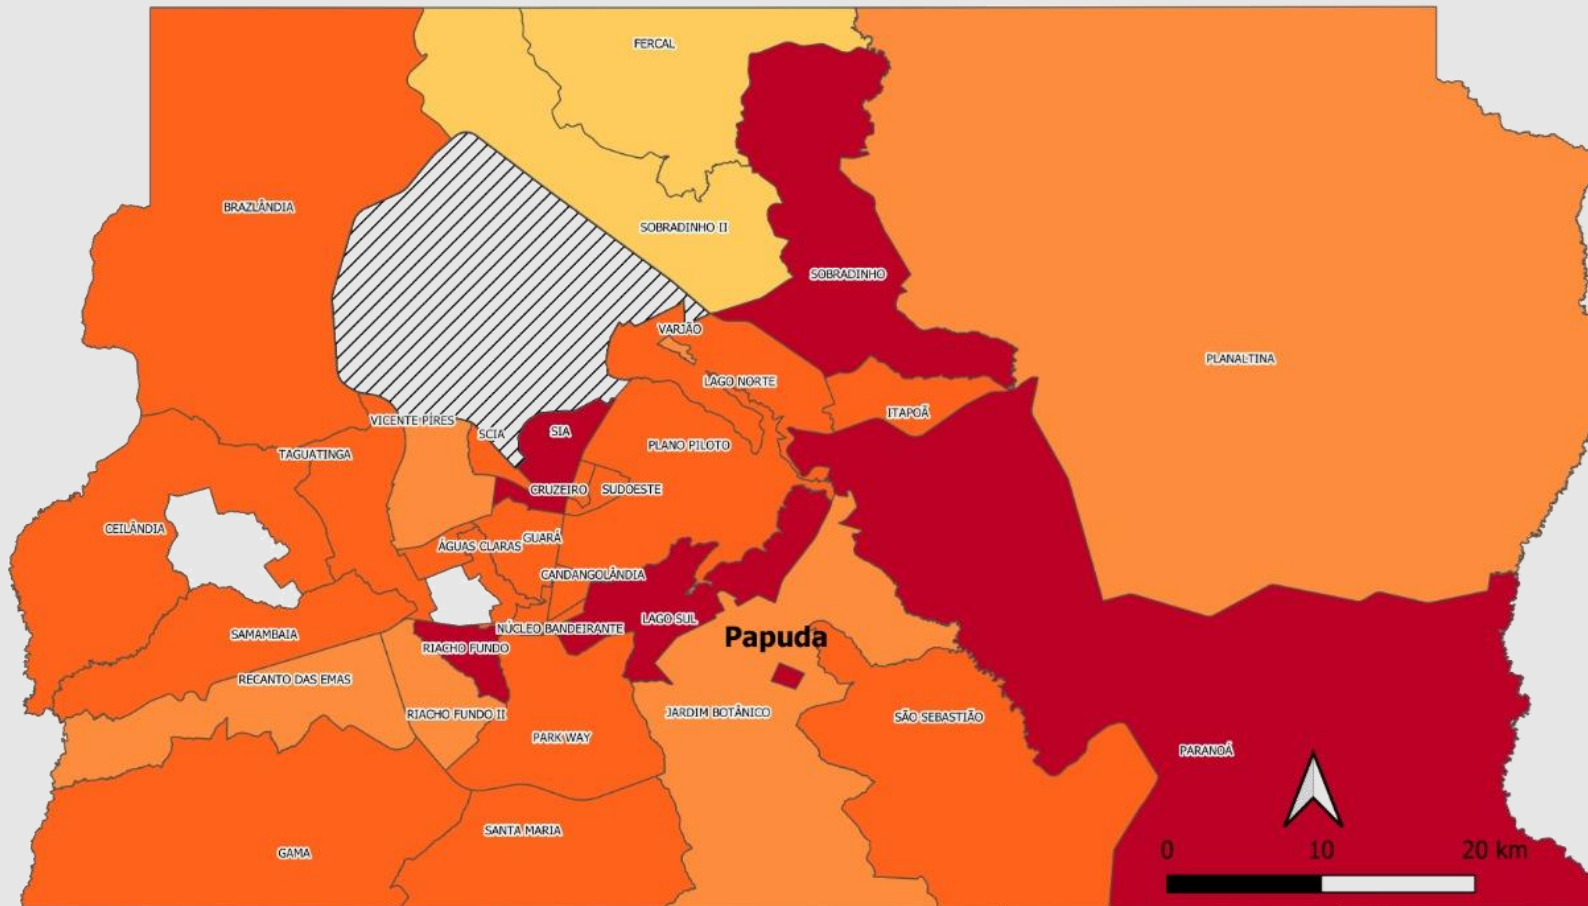 FERCAL
BRAZLÂNDIA
SOBRADINHO II
SOBRADINHO
VARJÃO
PLANALTINA
LAGO NORTE
ITAPOÃ
VICENTE PIRES
SCIA
SIA
PLANO PILOTO
TAGUATINGA
CRUZEIRO
SUDOESTE
CEILÂNDIA
ÁGUAS CLARAS
GUARÁ
CANDANGOLÂNDIA
LAGO SUL
NÚCLEO BANDEIRANTE
SAMAMBAIA
Papuda
RIACHO FUNDO
RECANTO DAS EMAS
RIACHO FUNDO II
JARDIM BOTÂNICO
SÃO SEBASTIÃO
PARK WAY
PARANOÁ
SANTA MARIA
GAMA
0 10 20 km